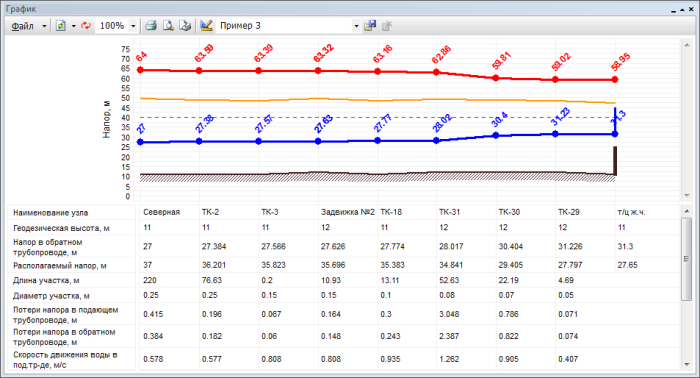 График
Файл 100% Пример 3
64 63.59 63.39 63.32 63.16 62.86 59.81 59.02 58.95
27 27.38 27.57 27.63 27.77 28.02 30.4 31.23 31.3
Напор, м
75
70
65
60
55
50
45
40
35
30
25
20
15
10
5
0
Наименование узла Северная ТК-2 ТК-3 Задвижка №2 ТК-18 ТК-31 ТК-30 ТК-29 т/ц ж.ч.
Геодезическая высота, м 11 11 11 12 11 12 12 11 11
Напор в обратном
трубопроводе, м 27 27.384 27.566 27.626 27.774 28.017 30.404 31.226 31.3
Располагаемый напор, м 37 36.201 35.823 35.696 35.383 34.841 29.405 27.797 27.65
Длина участка, м 220 76.63 0.2 10.93 13.11 52.63 22.19 4.69
Диаметр участка, м 0.25 0.25 0.15 0.15 0.1 0.08 0.07 0.05
Потери напора в подающем
трубопроводе, м 0.415 0.196 0.067 0.164 0.3 3.048 0.786 0.071
Потери напора в обратном
трубопроводе, м 0.384 0.182 0.06 0.148 0.243 2.387 0.822 0.074
Скорость движения воды в
под.тр-де, м/с 0.578 0.577 0.808 0.808 0.935 1.262 0.905 0.407